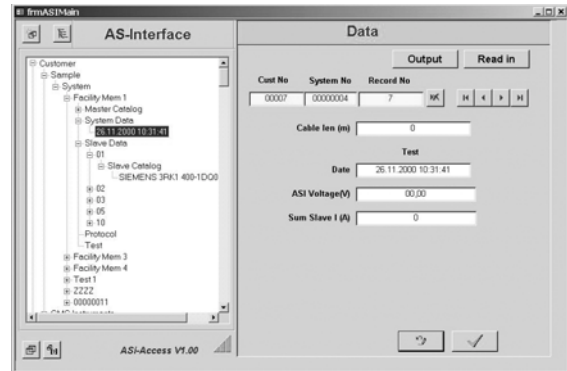 frmASIMain
AS-Interface
Data
Output
Read in
Customer
Sample
System
Facility Mem 1
Master Catalog
System Data
26.11.2000 10:31:41
Slave Data
01
Slave Catalog
SIEMENS 3RK1 400-1DQ0
02
03
05
10
Protocol
Test
Facility Mem 3
Facility Mem 4
Test 1
ZZZZ
00000011
Cust No System No Record No
00007 00000004 7
Cable len (m) 0
Test
Date 26.11.2000 10:31:41
ASI Voltage(V) 00,00
Sum Slave I (A) 0
ASi-Access V1.00